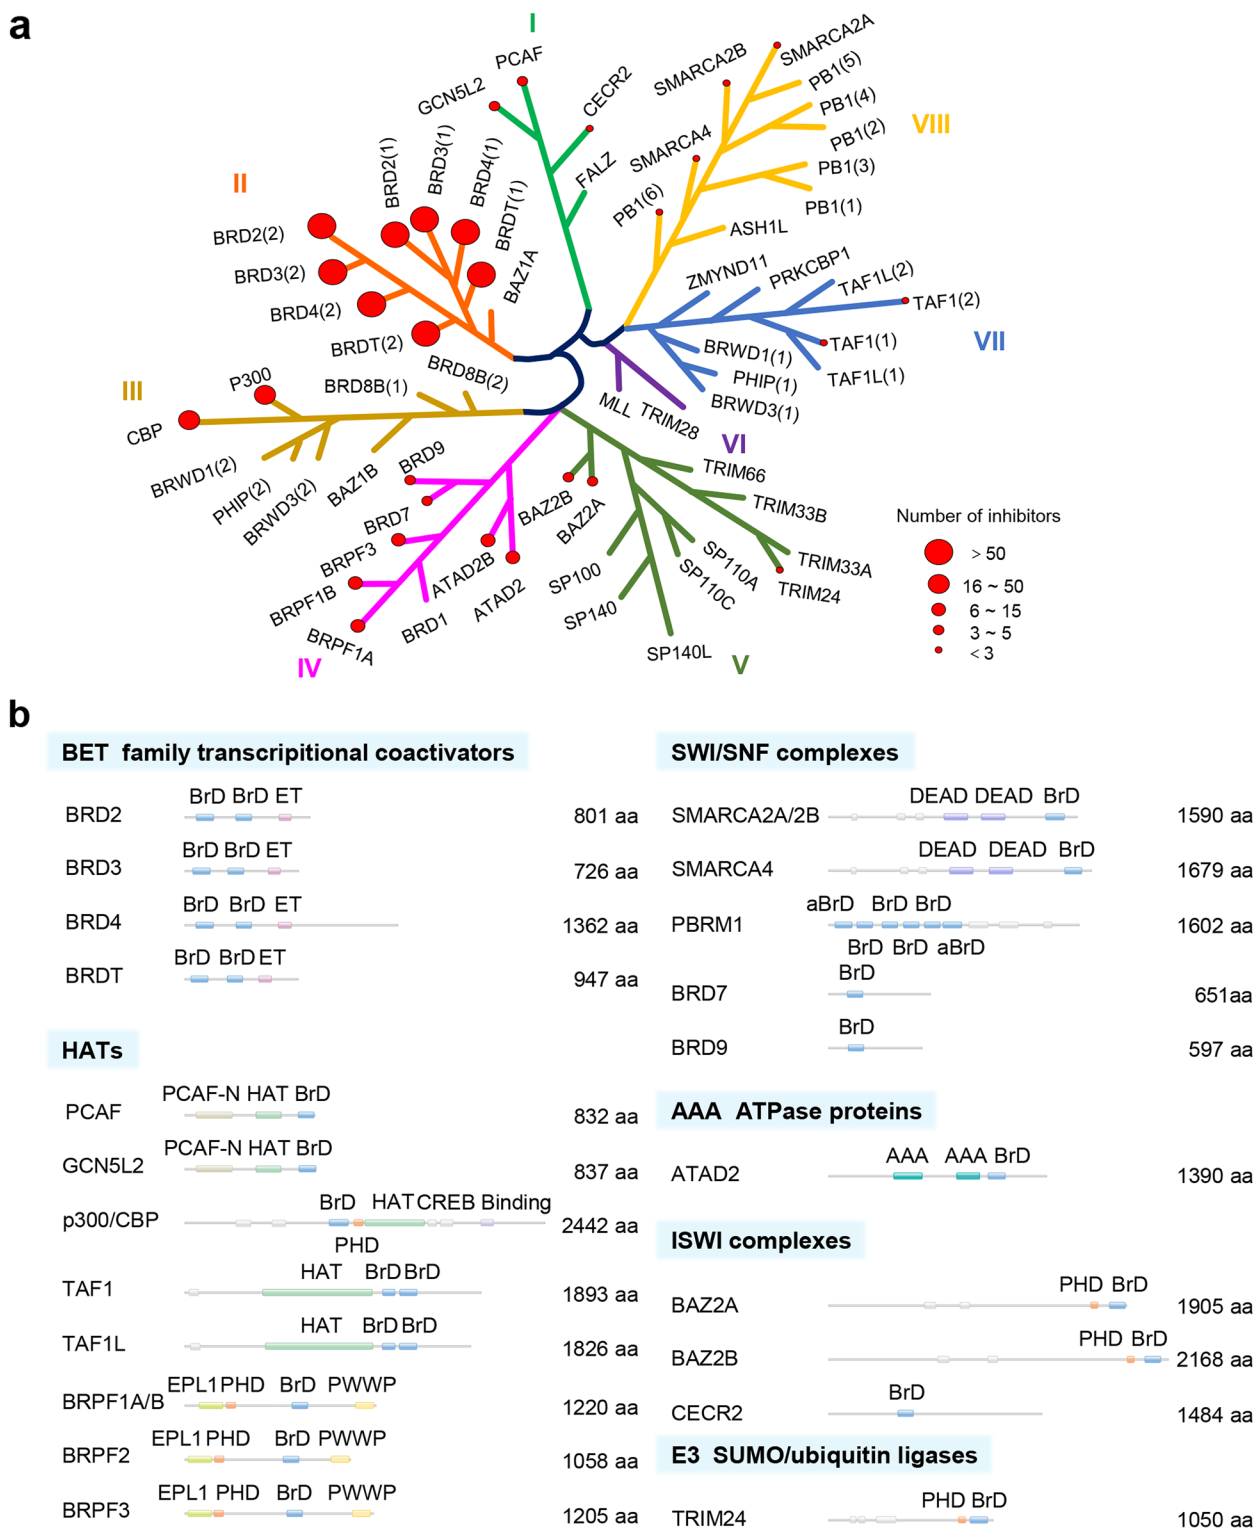 a
I
PCAF
GCN5L2
CECR2
FALZ
SMARCA2A
SMARCA2B
PB1(5)
PB1(4)
PB1(2)
SMARCA4
PB1(3)
PB1(1)
PB1(6)
ASH1L
VIII
II
BRD2(1)
BRD3(1)
BRD4(1)
BRDT(1)
BAZ1A
BRD2(2)
BRD3(2)
BRD4(2)
BRDT(2)
ZMYND11
PRKCBP1
TAF1L(2)
TAF1(2)
TAF1(1)
TAF1L(1)
BRWD1(1)
PHIP(1)
BRWD3(1)
VII
III
P300
CBP
BRD8B(1)
BRD8B(2)
BRWD1(2)
PHIP(2)
BRWD3(2)
BAZ1B
MLL
TRIM28
VI
BRD9
BRD7
BRPF3
BRPF1B
BRPF1A
BRD1
ATAD2B
ATAD2
IV
BAZ2B
BAZ2A
TRIM66
TRIM33B
TRIM33A
TRIM24
SP110A
SP110C
SP100
SP140
SP140L
V
Number of inhibitors
> 50
16 ~ 50
6 ~ 15
3 ~ 5
< 3
b
BET family transcripitional coactivators
BrD BrD ET
BRD2 801 aa
BrD BrD ET
BRD3 726 aa
BrD BrD ET
BRD4 1362 aa
BrD BrD ET
BRDT 947 aa
HATs
PCAF-N HAT BrD
PCAF 832 aa
PCAF-N HAT BrD
GCN5L2 837 aa
BrD HAT CREB Binding
p300/CBP 2442 aa
PHD
HAT BrD BrD
TAF1 1893 aa
HAT BrD BrD
TAF1L 1826 aa
EPL1 PHD BrD PWWP
BRPF1A/B 1220 aa
EPL1 PHD BrD PWWP
BRPF2 1058 aa
EPL1 PHD BrD PWWP
BRPF3 1205 aa
SWI/SNF complexes
DEAD DEAD BrD
SMARCA2A/2B 1590 aa
DEAD DEAD BrD
SMARCA4 1679 aa
aBrD BrD BrD
PBRM1 1602 aa
BrD BrD aBrD
BrD
BRD7 651aa
BrD
BRD9 597 aa
AAA ATPase proteins
AAA AAA BrD
ATAD2 1390 aa
ISWI complexes
PHD BrD
BAZ2A 1905 aa
PHD BrD
BAZ2B 2168 aa
BrD
CECR2 1484 aa
E3 SUMO/ubiquitin ligases
PHD BrD
TRIM24 1050 aa